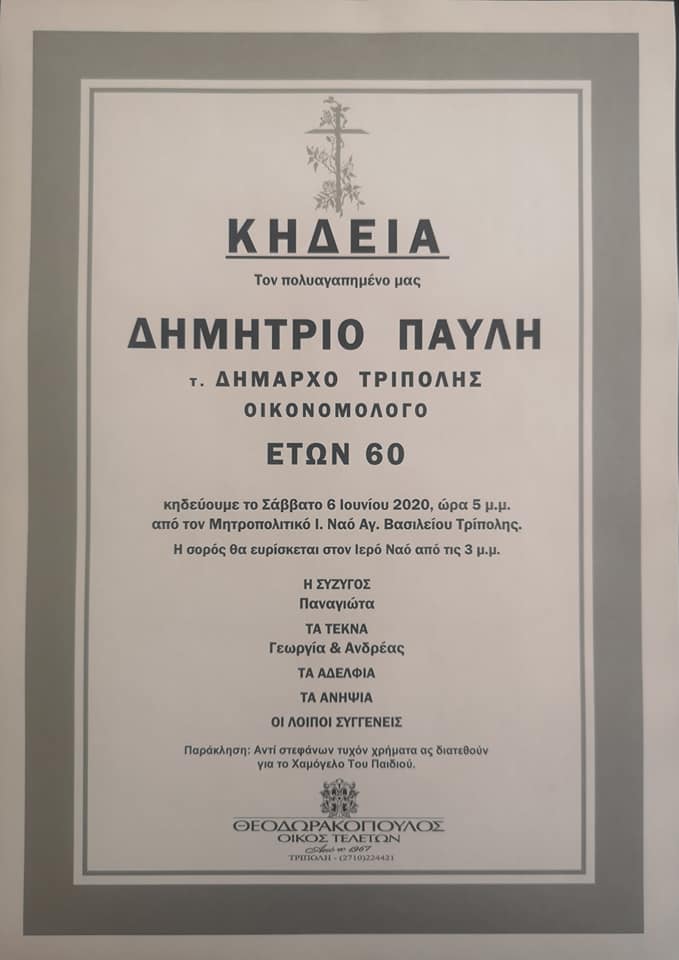 ΚΗΔΕΙΑ
Τον πολυαγαπημένο μας
ΔΗΜΗΤΡΙΟ ΠΑΥΛΗ
τ. ΔΗΜΑΡΧΟ ΤΡΙΠΟΛΗΣ
ΟΙΚΟΝΟΜΟΛΟΓΟ
ΕΤΩΝ 60
κηδεύουμε το Σάββατο 6 Ιουνίου 2020, ώρα 5 μ.μ.
από τον Μητροπολιτικό Ι. Ναό Αγ. Βασιλείου Τρίπολης.
Η σορός θα ευρίσκεται στον Ιερό Ναό από τις 3 μ.μ.
Η ΣΥΖΥΓΟΣ
Παναγιώτα
ΤΑ ΤΕΚΝΑ
Γεωργία & Ανδρέας
ΤΑ ΑΔΕΛΦΙΑ
ΤΑ ΑΝΗΨΙΑ
ΟΙ ΛΟΙΠΟΙ ΣΥΓΓΕΝΕΙΣ
Παράκληση: Αντί στεφάνων τυχόν χρήματα ας διατεθούν
για το Χαμόγελο Του Παιδιού.
ΘΕΟΔΩΡΑΚΟΠΟΥΛΟΣ
ΟΙΚΟΣ ΤΕΛΕΤΩΝ
Από το 1967
ΤΡΙΠΟΛΗ - (2710)224421